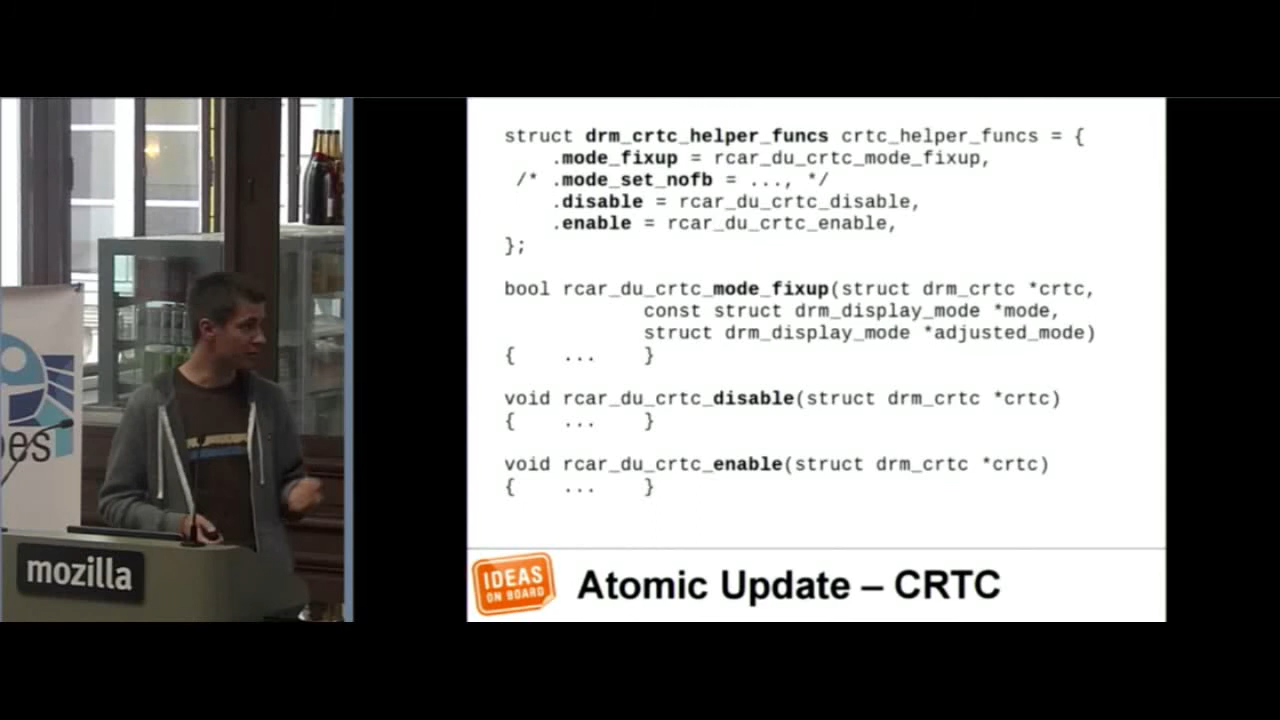 struct drm_crtc_helper_funcs crtc_helper_funcs = {
    .mode_fixup = rcar_du_crtc_mode_fixup,
 /* .mode_set_nofb = ..., */
    .disable = rcar_du_crtc_disable,
    .enable = rcar_du_crtc_enable,
};
bool rcar_du_crtc_mode_fixup(struct drm_crtc *crtc,
            const struct drm_display_mode *mode,
            struct drm_display_mode *adjusted_mode)
{    ...    }
void rcar_du_crtc_disable(struct drm_crtc *crtc)
{    ...    }
void rcar_du_crtc_enable(struct drm_crtc *crtc)
{    ...    }
IDEAS
ON BOARD
Atomic Update – CRTC
mozilla